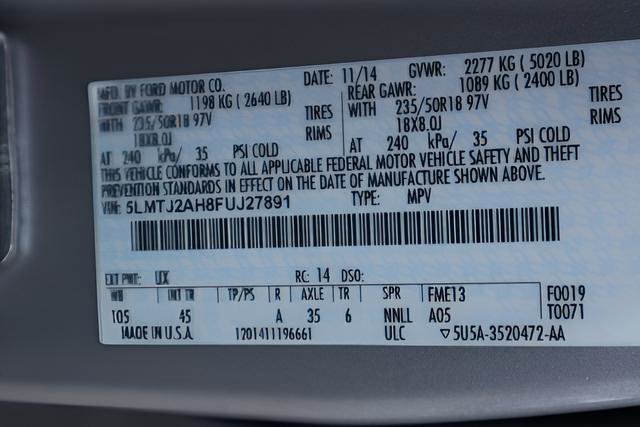 MFD. BY FORD MOTOR CO. DATE: 11/14 GVWR: 2277 KG ( 5020 LB)
FRONT GAWR: 1198 KG ( 2640 LB) REAR GAWR: 1089 KG ( 2400 LB)
WITH 235/50R18 97V TIRES WITH 235/50R18 97V TIRES
18X8.0J RIMS 18X8.0J RIMS
AT 240 kPa/ 35 PSI COLD AT 240 kPa/ 35 PSI COLD
THIS VEHICLE CONFORMS TO ALL APPLICABLE FEDERAL MOTOR VEHICLE SAFETY AND THEFT
PREVENTION STANDARDS IN EFFECT ON THE DATE OF MANUFACTURE SHOWN ABOVE.
VIN: 5LMTJ2AH8FUJ27891 TYPE: MPV
EXT PNT: UX RC: 14 DSO:
WB INT TR TP/PS R AXLE TR SPR FME13 F0019
105 45 A 35 6 NNLL A05 T0071
MADE IN U.S.A. 1201411196661 ULC ▽5U5A-3520472-AA